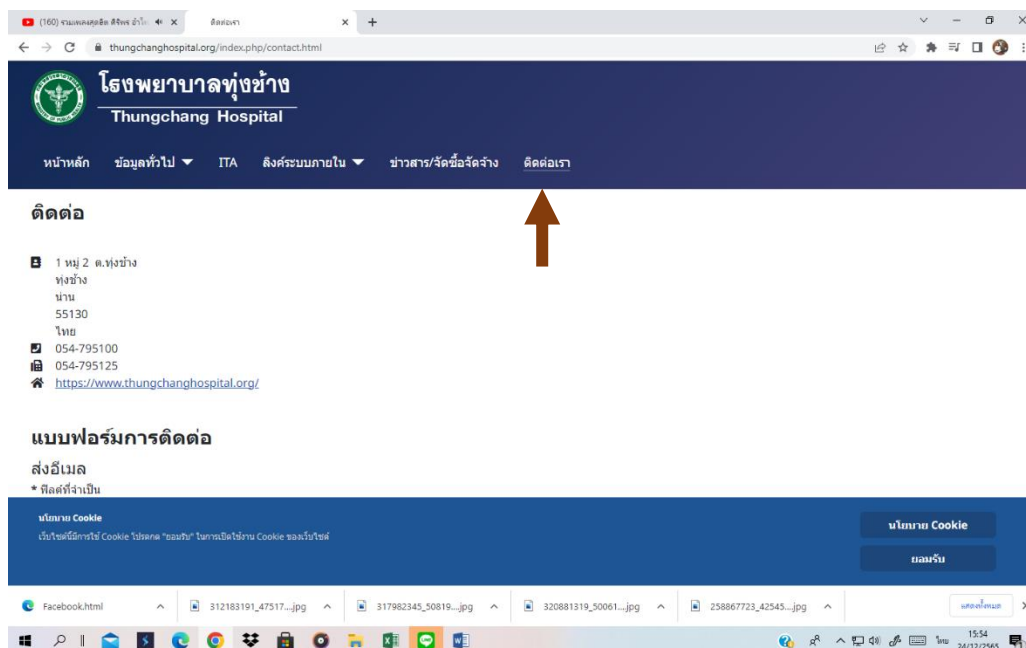 (160) รวมเพลงสุดฮิต ศิริพร อำไ
ติดต่อเรา
thungchanghospital.org/index.php/contact.html
โรงพยาบาลทุ่งช้าง
Thungchang Hospital
หน้าหลัก ข้อมูลทั่วไป ITA ลิงค์ระบบภายใน ข่าวสาร/จัดซื้อจัดจ้าง ติดต่อเรา
ติดต่อ
1 หมู่ 2 ต.ทุ่งช้าง
ทุ่งช้าง
น่าน
55130
ไทย
054-795100
054-795125
https://www.thungchanghospital.org/
แบบฟอร์มการติดต่อ
ส่งอีเมล
* ฟิลด์ที่จำเป็น
นโยบาย Cookie
เว็บไซต์นี้มีการใช้ Cookie โปรดกด "ยอมรับ" ในการเปิดใช้งาน Cookie ของเว็บไซต์
นโยบาย Cookie
ยอมรับ
Facebook.html 312183191_47517....jpg 317982345_50819....jpg 320881319_50061....jpg 258867723_42545....jpg แสดงทั้งหมด
ไทย 15:54
24/12/2565